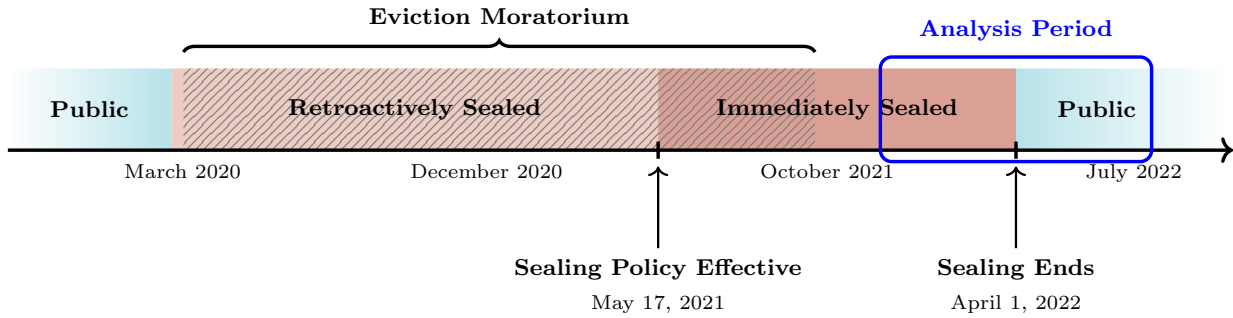 Eviction Moratorium
Analysis Period
Public
Retroactively Sealed
Immediately Sealed
Public
March 2020
December 2020
October 2021
July 2022
Sealing Policy Effective
May 17, 2021
Sealing Ends
April 1, 2022